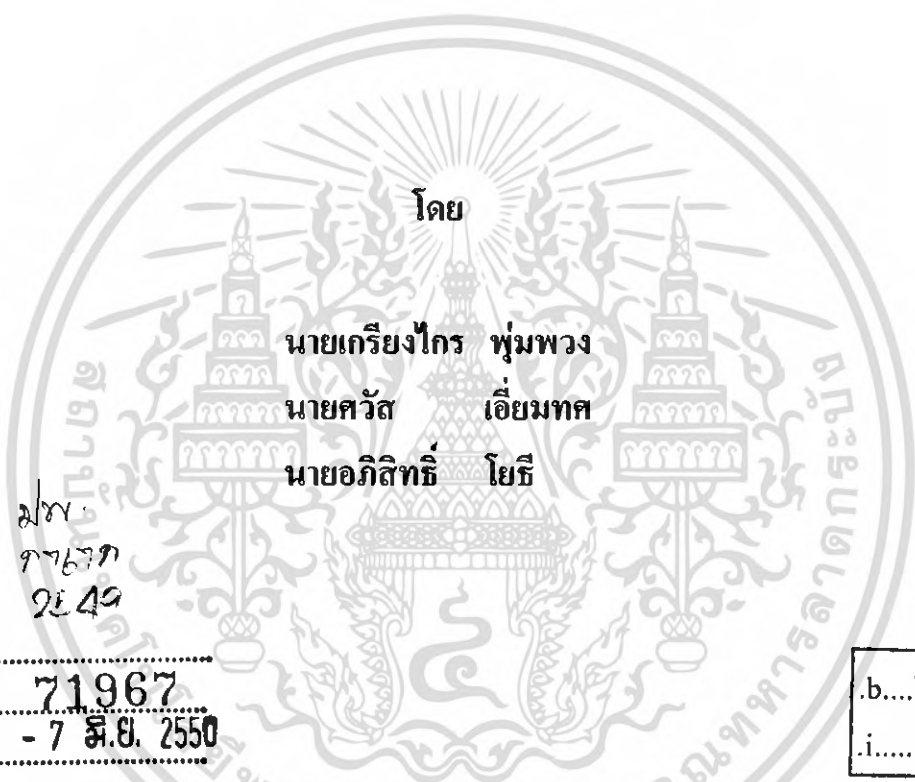 โดย
นายเกรียงไกร พุ่มพวง
นายศวัส เอี่ยมทศ
นายอภิสิทธิ์ โยธี
2549
71967
- 7 มิ.ย. 2550
.b....
.i.....